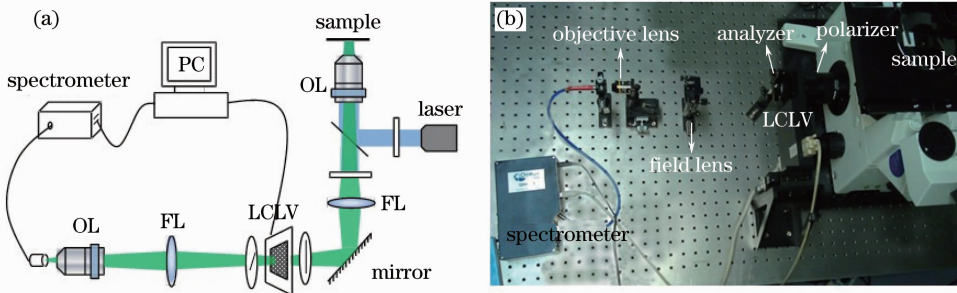 (a)
sample
PC
spectrometer
OL
laser
OL
FL
LCLV
FL
mirror
(b)
objective lens
analyzer
polarizer
sample
LCLV
field lens
spectrometer